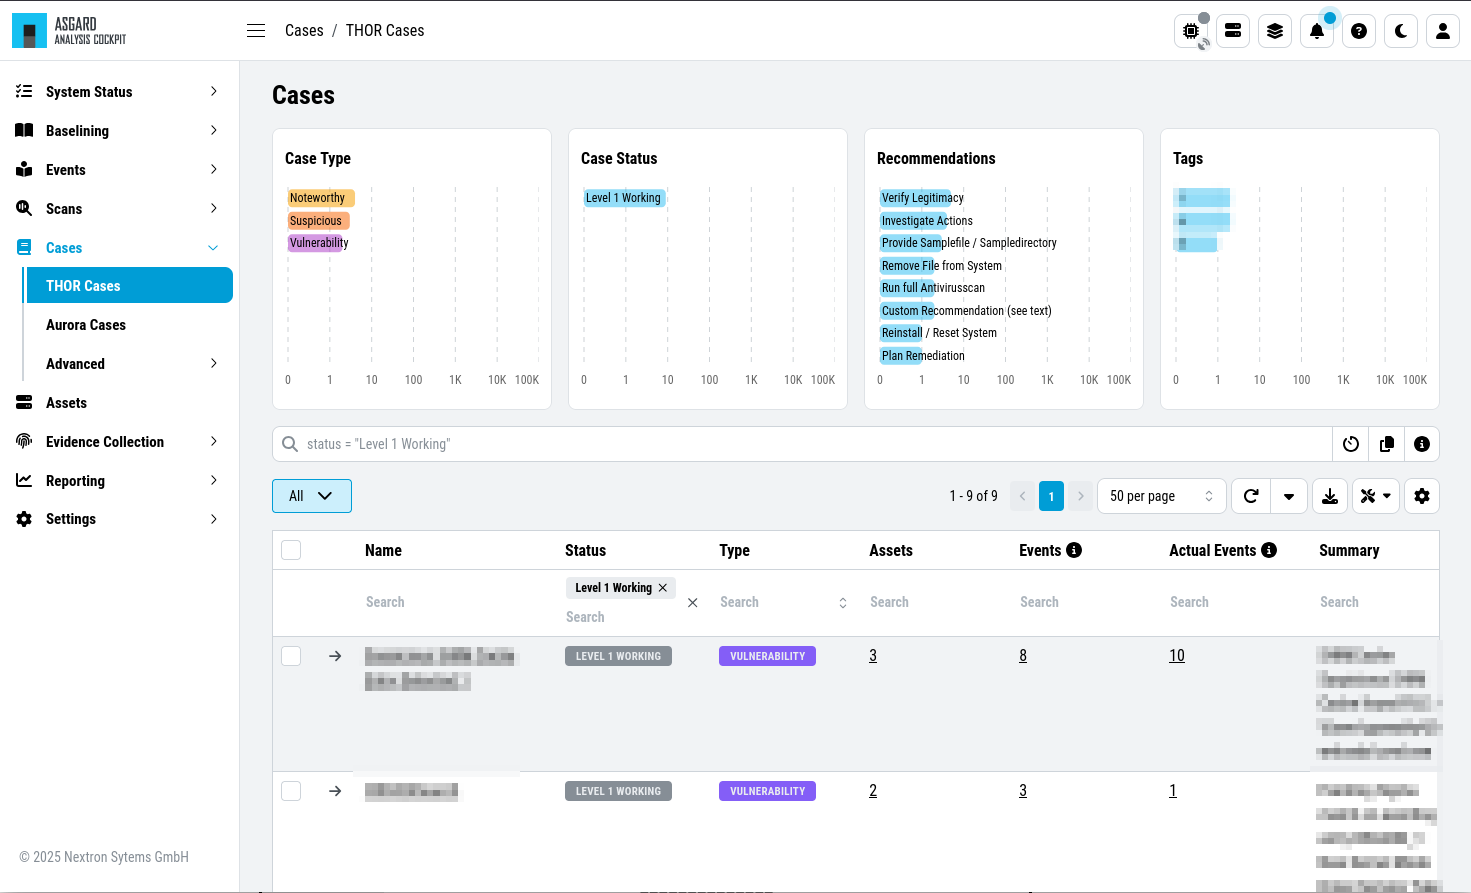 ASGARD
ANALYSIS COCKPIT
Cases / THOR Cases
System Status
Baselining
Events
Scans
Cases
THOR Cases
Aurora Cases
Advanced
Assets
Evidence Collection
Reporting
Settings
© 2025 Nextron Sytems GmbH
Cases
Case Type
Noteworthy
Suspicious
Vulnerability
0 1 10 100 1K 10K 100K
Case Status
Level 1 Working
0 1 10 100 1K 10K 100K
Recommendations
Verify Legitimacy
Investigate Actions
Provide Samplefile / Sampledirectory
Remove File from System
Run full Antivirusscan
Custom Recommendation (see text)
Reinstall / Reset System
Plan Remediation
0 1 10 100 1K 10K 100K
Tags
0 1 10 100 1K 10K 100K
status = "Level 1 Working"
All
1 - 9 of 9
1
50 per page
Name Status Type Assets Events Actual Events Summary
Level 1 Working
Search Search Search Search Search Search Search
LEVEL 1 WORKING VULNERABILITY 3 8 10
LEVEL 1 WORKING VULNERABILITY 2 3 1